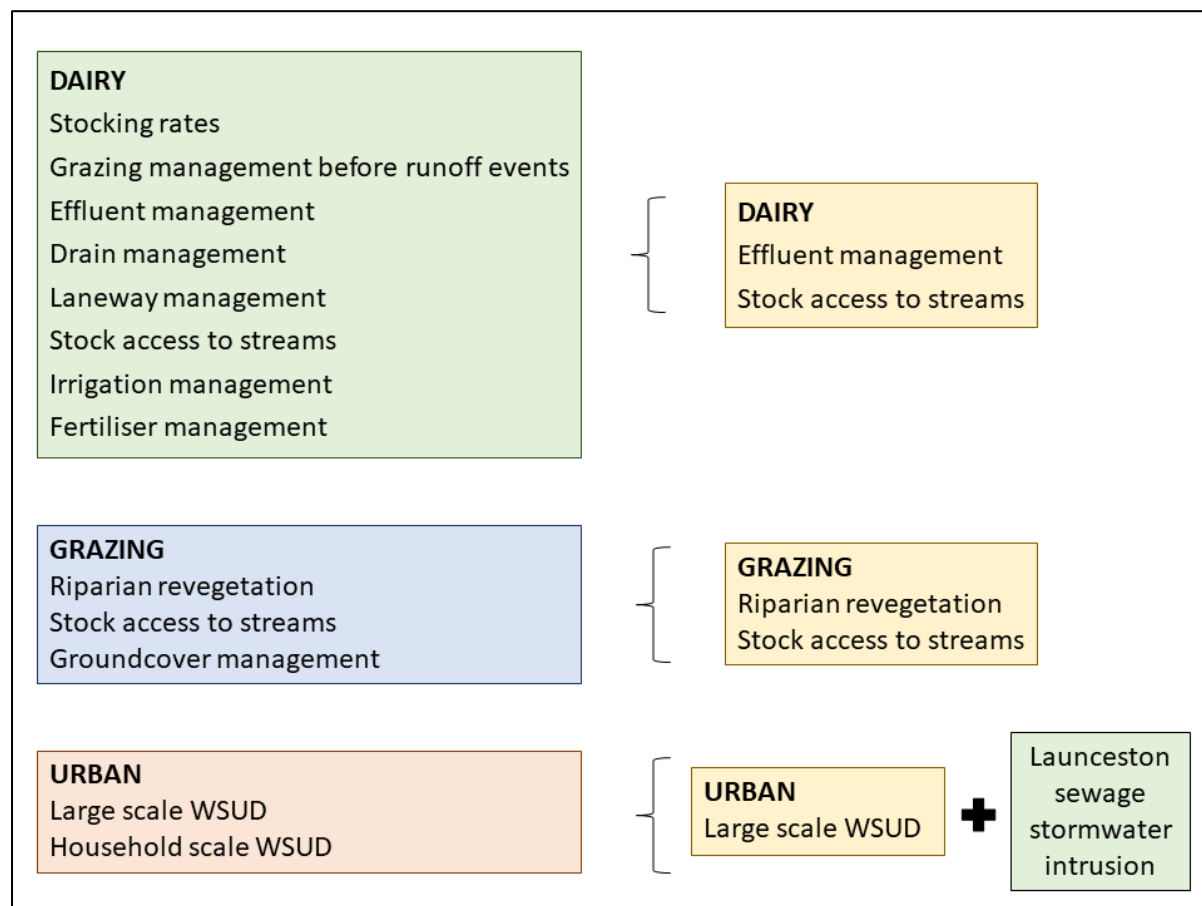 DAIRY
Stocking rates
Grazing management before runoff events
Effluent management
Drain management
Laneway management
Stock access to streams
Irrigation management
Fertiliser management
DAIRY
Effluent management
Stock access to streams
GRAZING
Riparian revegetation
Stock access to streams
Groundcover management
GRAZING
Riparian revegetation
Stock access to streams
URBAN
Large scale WSUD
Household scale WSUD
URBAN
Large scale WSUD
Launceston
sewage
stormwater
intrusion